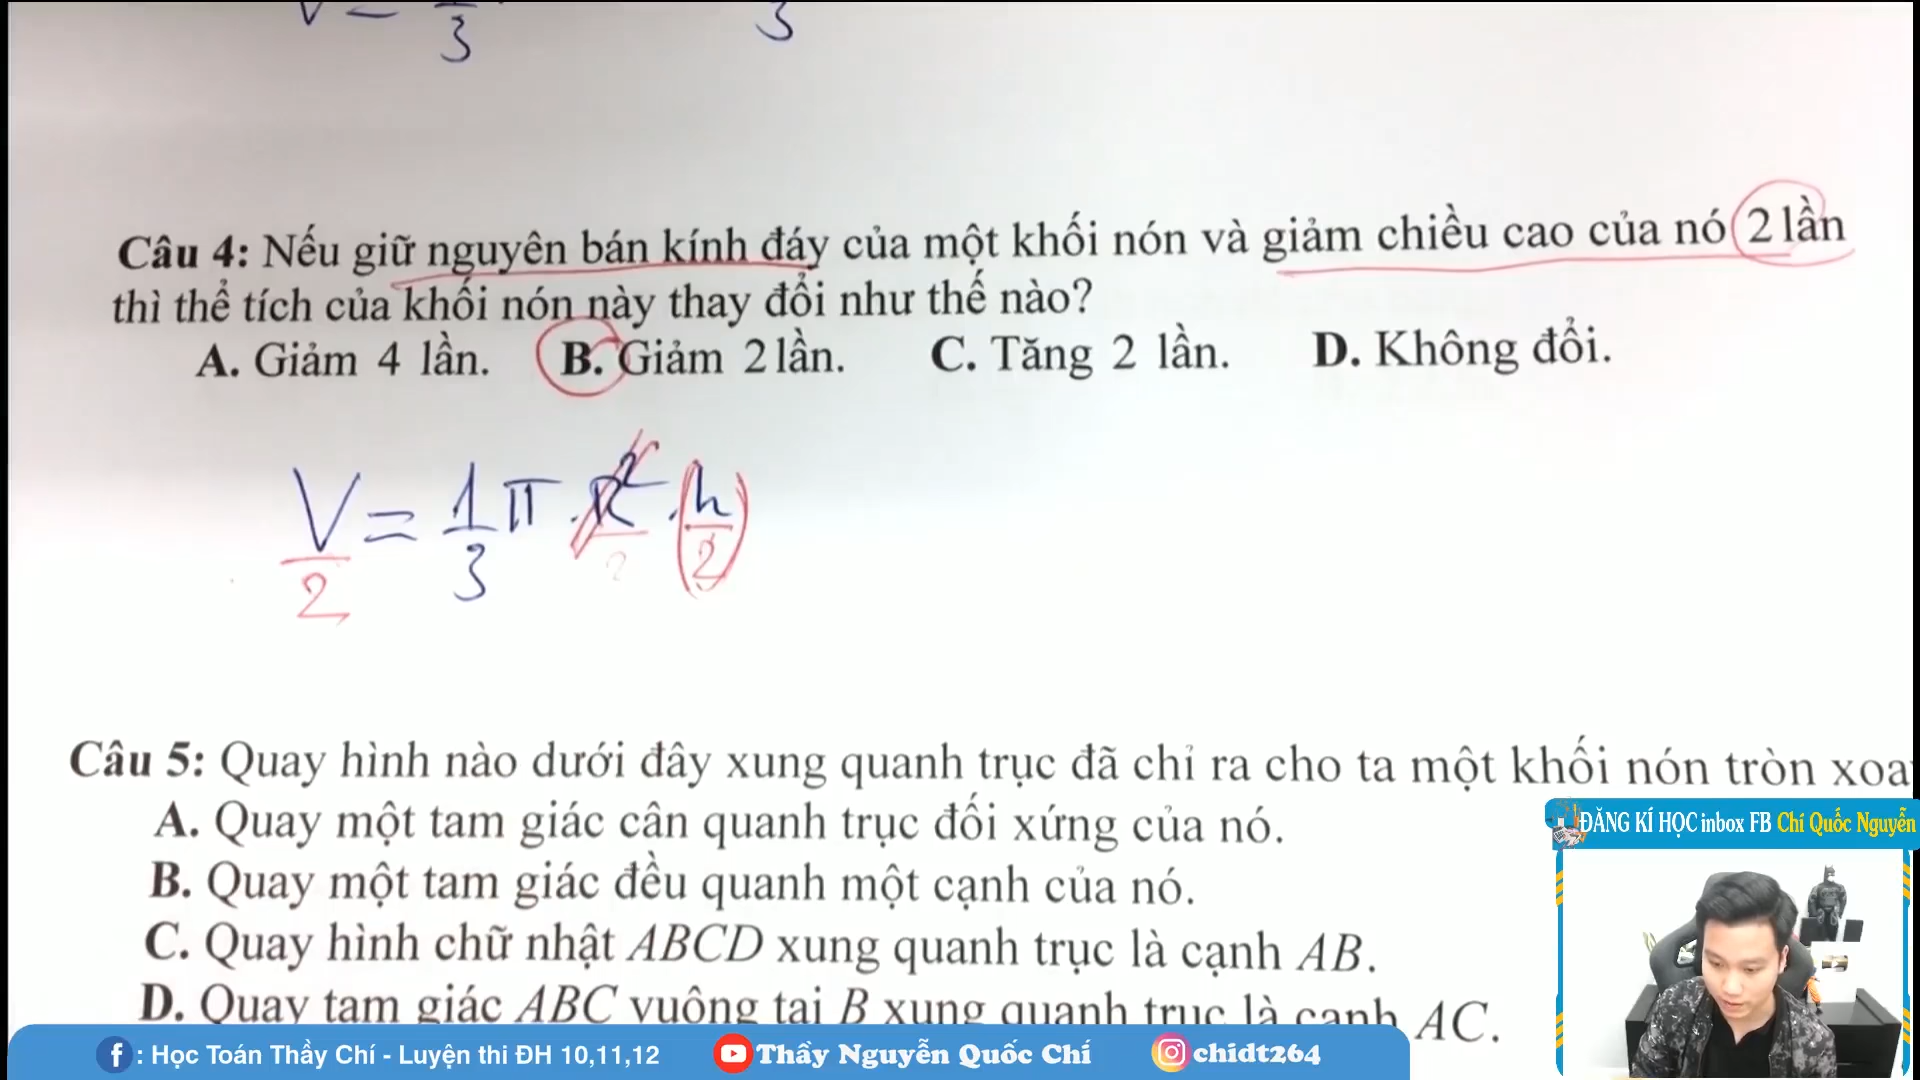 V = 1/3 3
Câu 4: Nếu giữ nguyên bán kính đáy của một khối nón và giảm chiều cao của nó 2 lần
thì thể tích của khối nón này thay đổi như thế nào?
A. Giảm 4 lần. B. Giảm 2 lần. C. Tăng 2 lần. D. Không đổi.
V/2 = 1/3 π . R² . h/2
Câu 5: Quay hình nào dưới đây xung quanh trục đã chỉ ra cho ta một khối nón tròn xoa
A. Quay một tam giác cân quanh trục đối xứng của nó.
B. Quay một tam giác đều quanh một cạnh của nó.
C. Quay hình chữ nhật ABCD xung quanh trục là cạnh AB.
D. Quay tam giác ABC vuông tại B xung quanh trục là cạnh AC.
ĐĂNG KÍ HỌC inbox FB Chí Quốc Nguyễn
: Học Toán Thầy Chí - Luyện thi ĐH 10,11,12 Thầy Nguyễn Quốc Chí chidt264